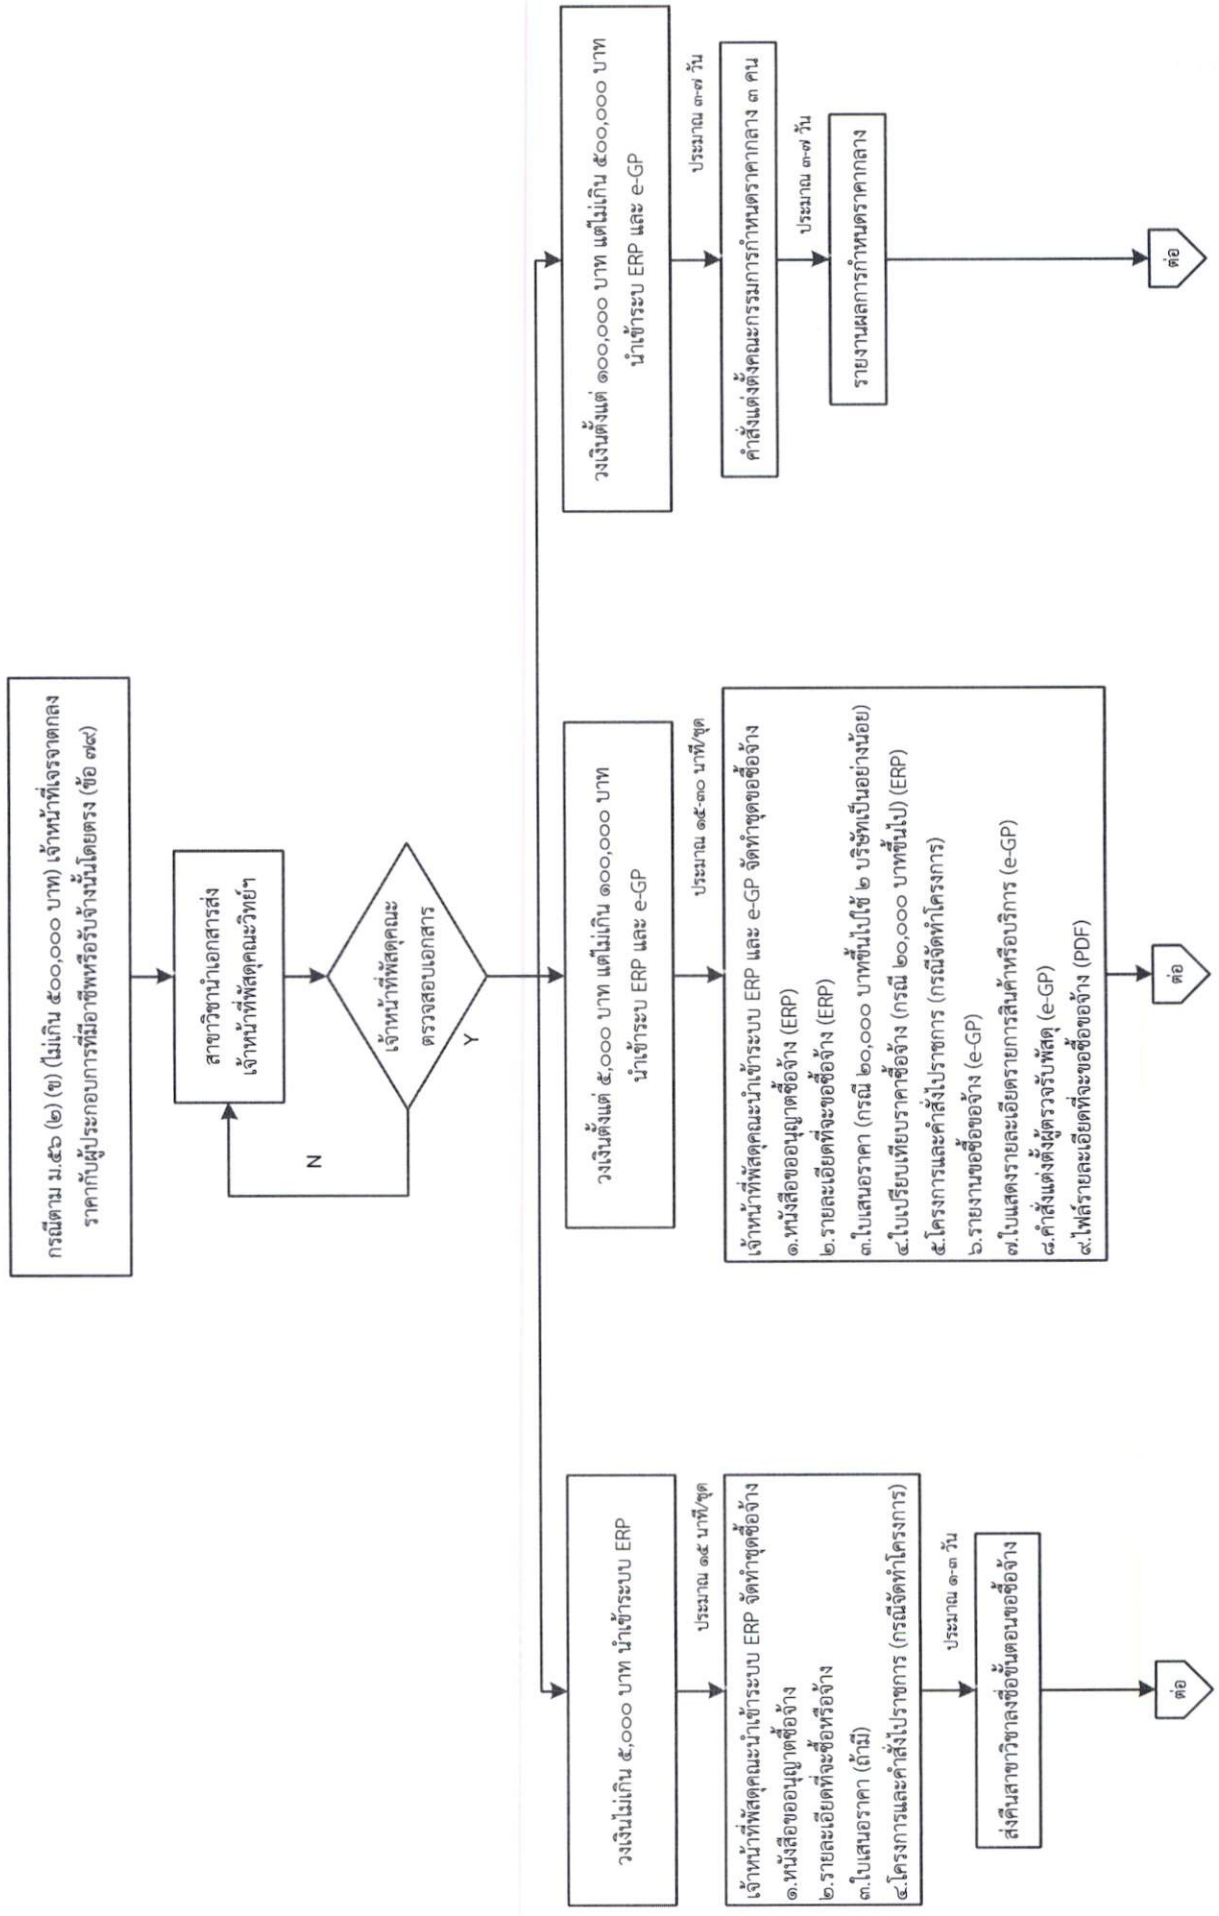 กรณีตาม ม.๕๖ (๒) (ข) (ไม่เกิน ๕๐๐,๐๐๐ บาท) เจ้าหน้าที่เจรจาตกลง
ราคากับผู้ประกอบการที่มีอาชีพหรือรับจ้างนั้นโดยตรง (ข้อ ๗๙)
สาขาวิชานำเอกสารส่ง
เจ้าหน้าที่พัสดุคณะวิทย์ฯ
N
เจ้าหน้าที่พัสดุคณะ
ตรวจสอบเอกสาร
Y
วงเงินไม่เกิน ๕,๐๐๐ บาท นำเข้าระบบ ERP
ประมาณ ๑๕ นาที/ชุด
เจ้าหน้าที่พัสดุคณะนำเข้าระบบ ERP จัดทำชุดซื้อจ้าง
๑.หนังสือขออนุญาตซื้อจ้าง
๒.รายละเอียดที่จะซื้อหรือจ้าง
๓.ใบเสนอราคา (ถ้ามี)
๔.โครงการและคำสั่งไปราชการ (กรณีจัดทำโครงการ)
ประมาณ ๑-๓ วัน
ส่งคืนสาขาวิชาลงชื่อขั้นตอนขอซื้อจ้าง
ต่อ
วงเงินตั้งแต่ ๕,๐๐๐ บาท แต่ไม่เกิน ๑๐๐,๐๐๐ บาท
นำเข้าระบ ERP และ e-GP
ประมาณ ๑๕-๓๐ นาที/ชุด
เจ้าหน้าที่พัสดุคณะนำเข้าระบบ ERP และ e-GP จัดทำชุดขอซื้อจ้าง
๑.หนังสือขออนุญาตซื้อจ้าง (ERP)
๒.รายละเอียดที่จะขอซื้อจ้าง (ERP)
๓.ใบเสนอราคา (กรณี ๒๐,๐๐๐ บาทขึ้นไปใช้ ๒ บริษัทเป็นอย่างน้อย)
๔.ใบเปรียบเทียบราคาซื้อจ้าง (กรณี ๒๐,๐๐๐ บาทขึ้นไป) (ERP)
๕.โครงการและคำสั่งไปราชการ (กรณีจัดทำโครงการ)
๖.รายงานขอซื้อขอจ้าง (e-GP)
๗.ใบแสดงรายละเอียดรายการสินค้าหรือบริการ (e-GP)
๘.คำสั่งแต่งตั้งผู้ตรวจรับพัสดุ (e-GP)
๙.ไฟล์รายละเอียดที่จะขอซื้อขอจ้าง (PDF)
ต่อ
วงเงินตั้งแต่ ๑๐๐,๐๐๐ บาท แต่ไม่เกิน ๕๐๐,๐๐๐ บาท
นำเข้าระบ ERP และ e-GP
ประมาณ ๓-๗ วัน
คำสั่งแต่งตั้งคณะกรรมการกำหนดราคากลาง ๓ คน
ประมาณ ๓-๗ วัน
รายงานผลการกำหนดราคากลาง
ต่อ